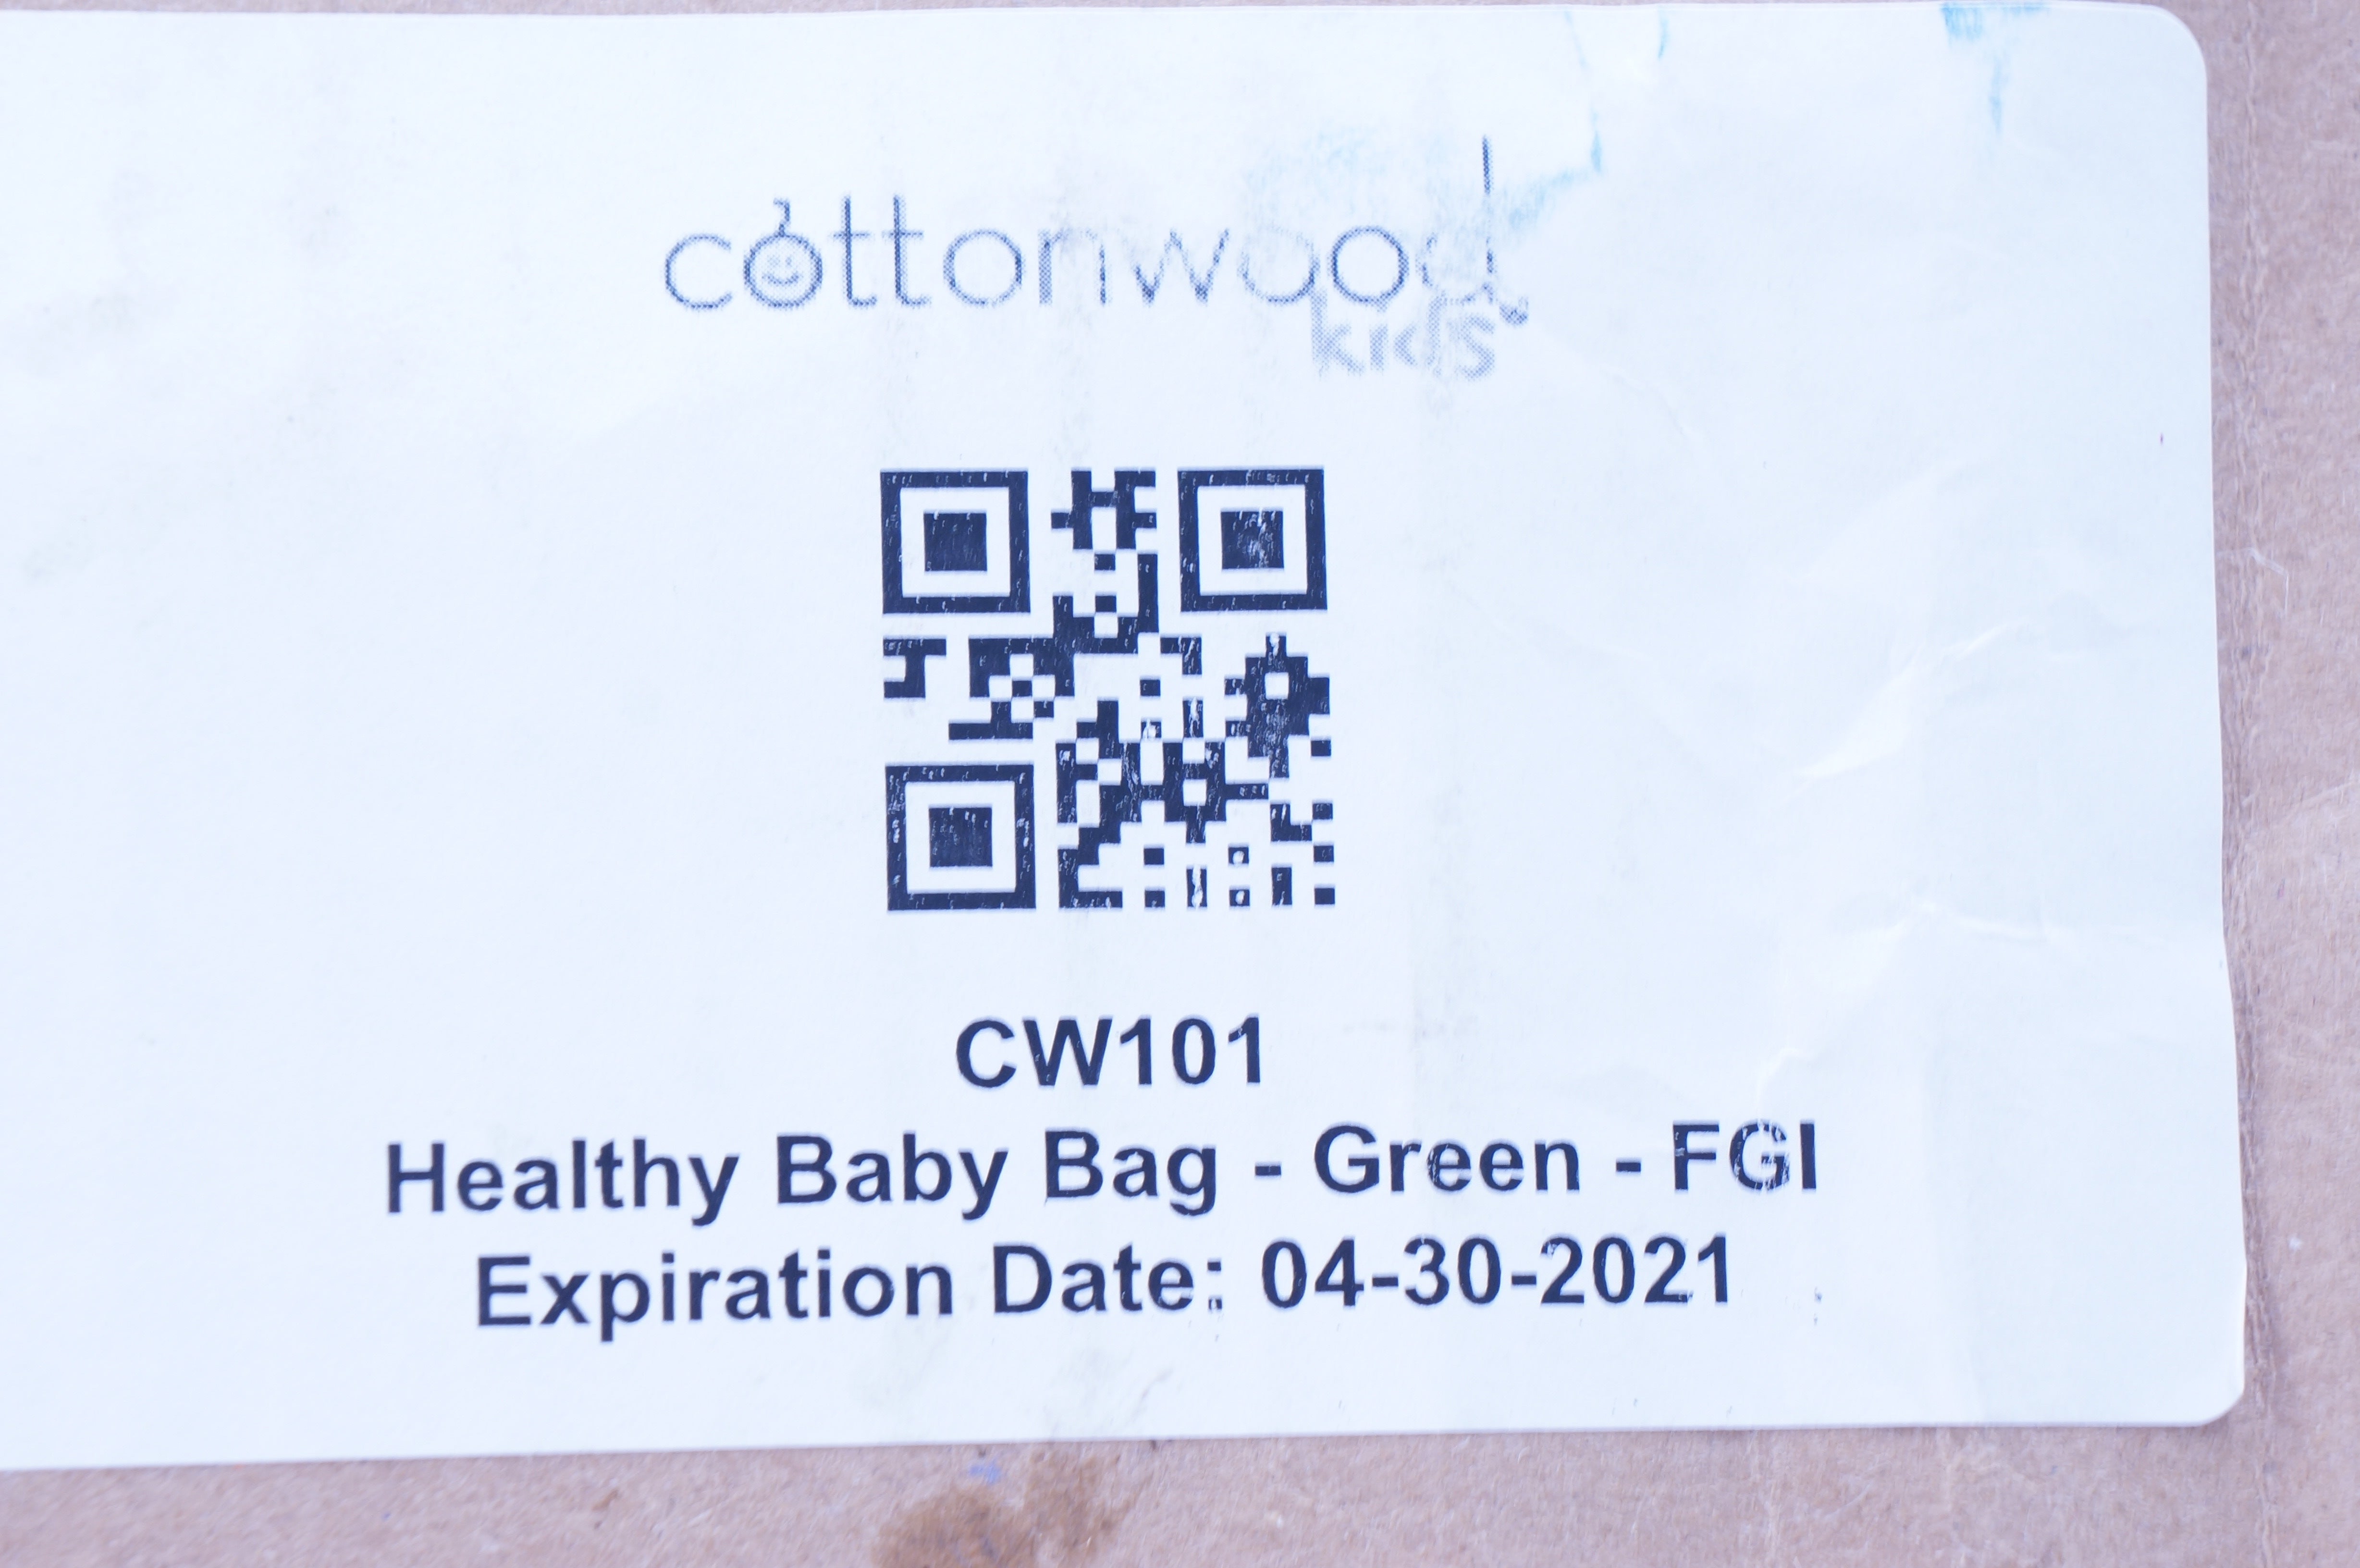 cottonwood
kids
CW101
Healthy Baby Bag - Green - FGI
Expiration Date: 04-30-2021